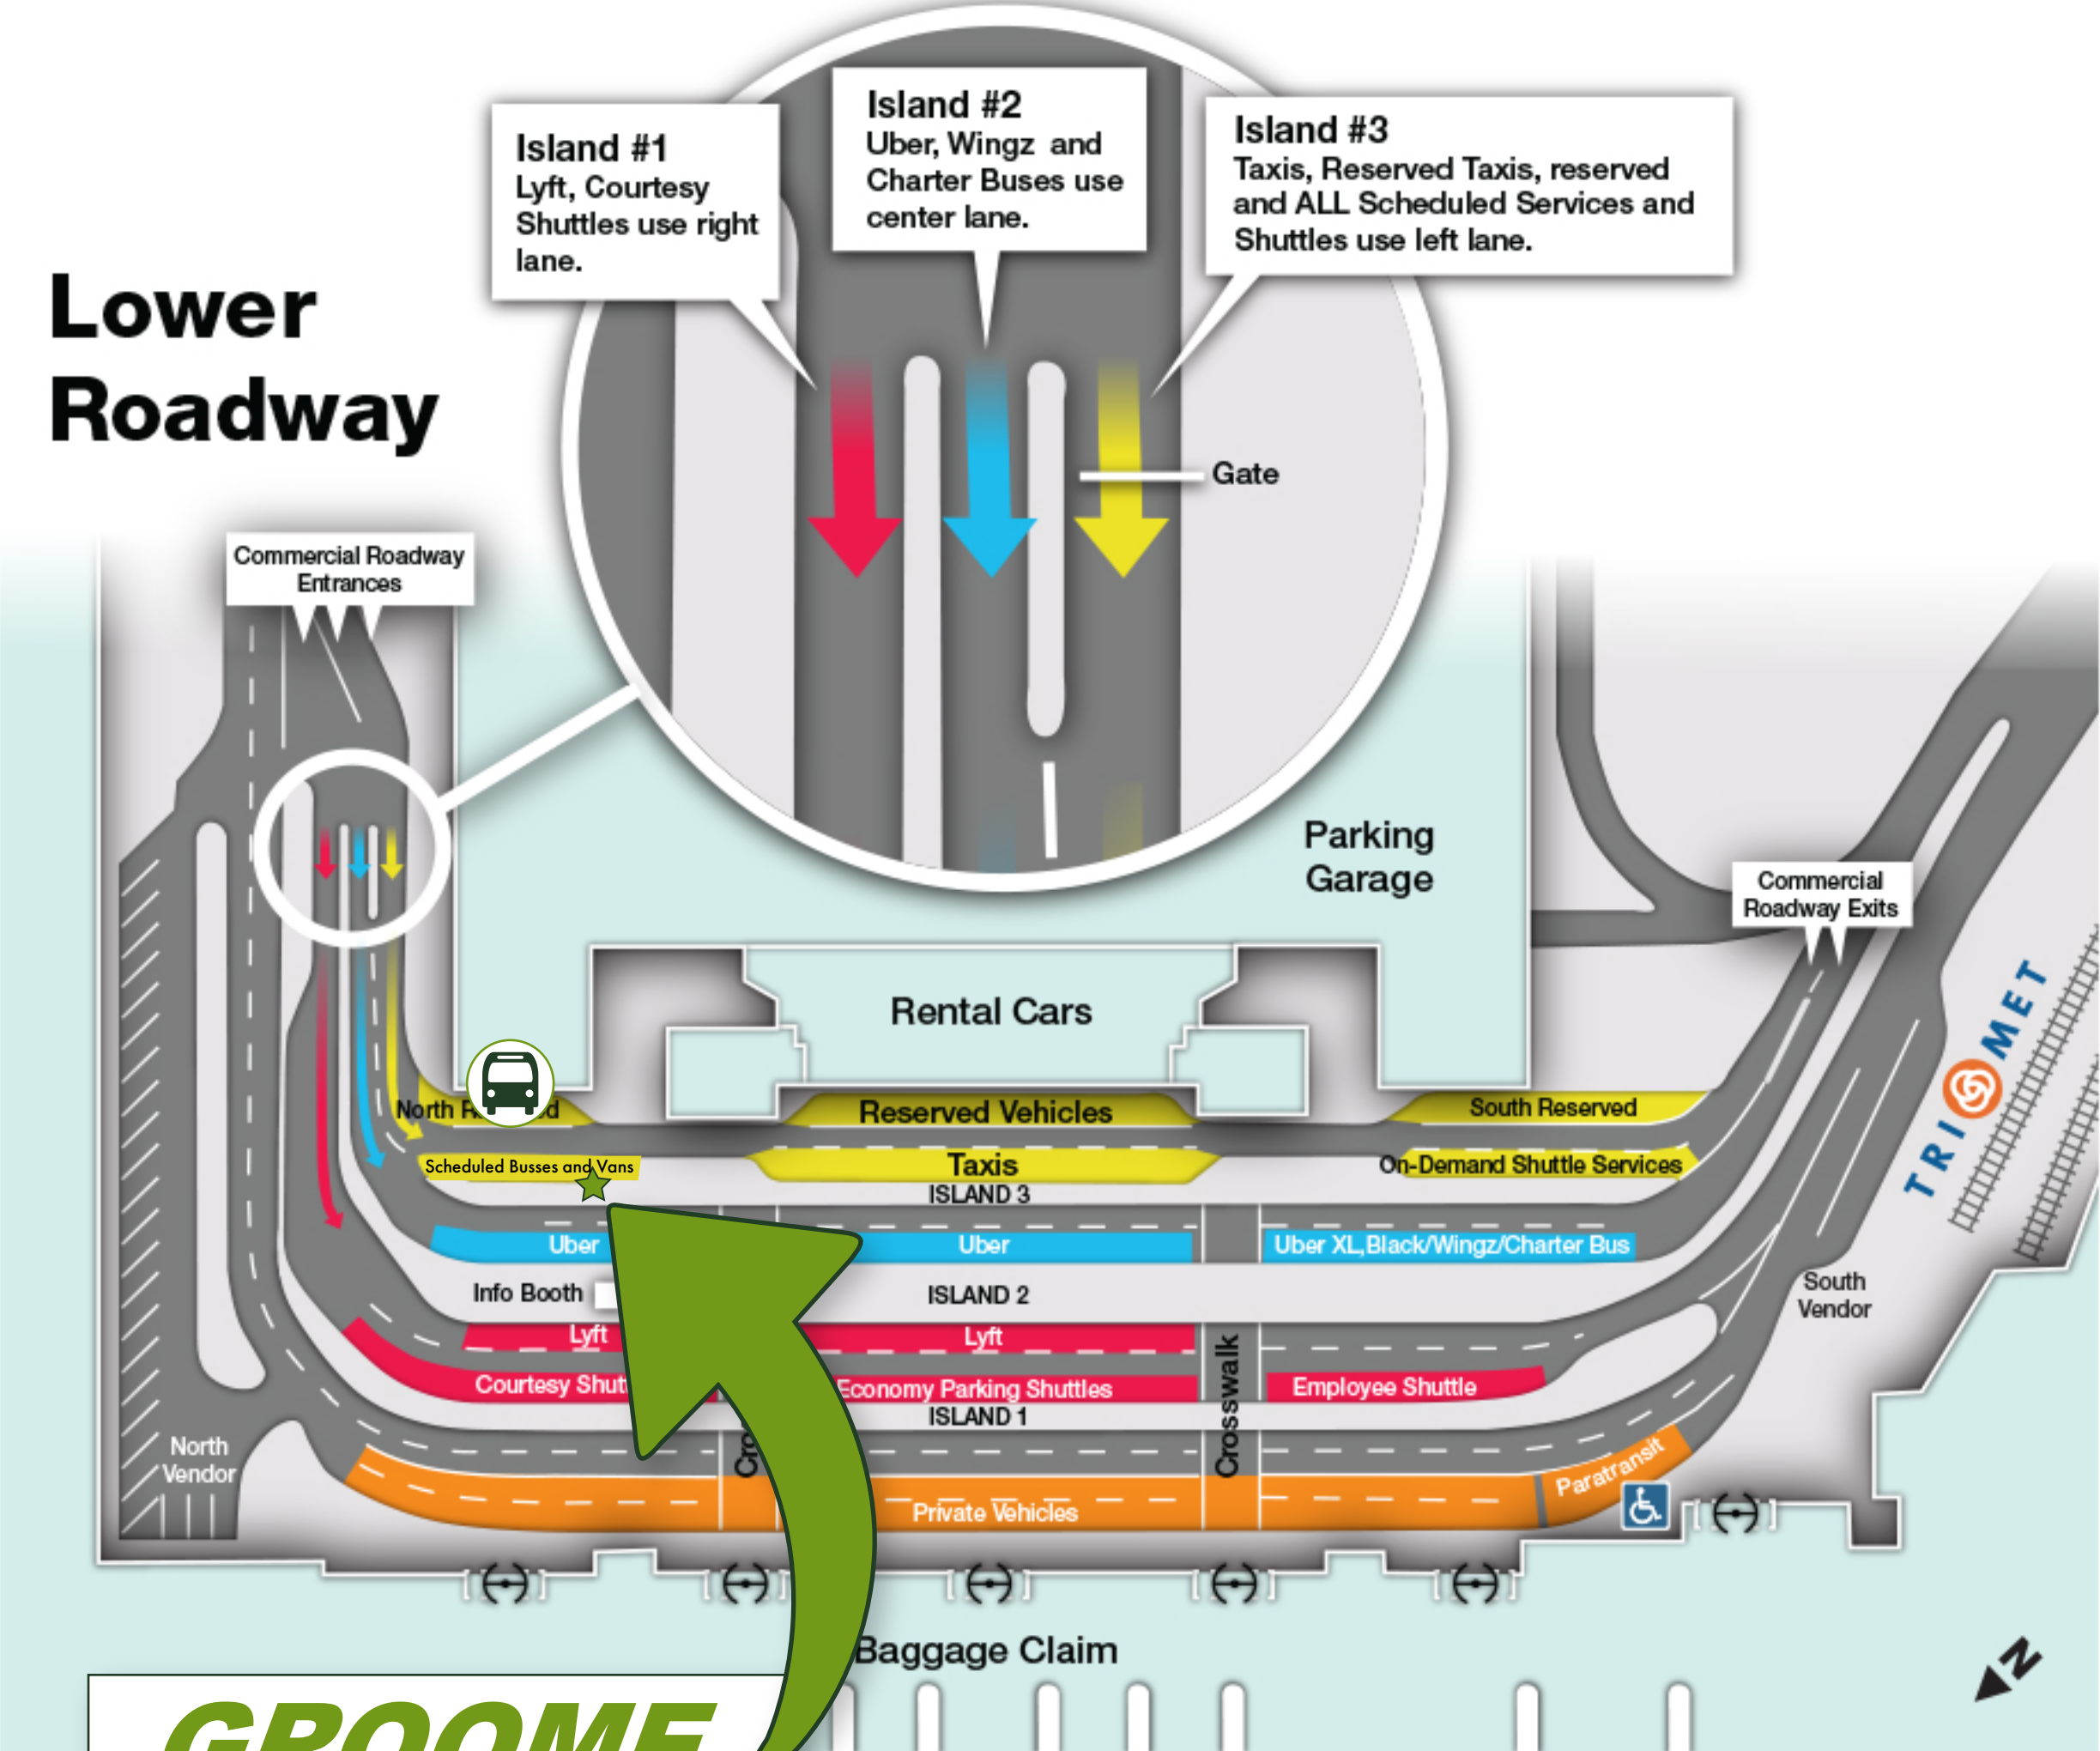 Island #1
Lyft, Courtesy
Shuttles use right
lane.
Island #2
Uber, Wingz and
Charter Buses use
center lane.
Island #3
Taxis, Reserved Taxis, reserved
and ALL Scheduled Services and
Shuttles use left lane.
Lower
Roadway
Gate
Commercial Roadway
Entrances
Parking
Garage
Commercial
Roadway Exits
Rental Cars
TRIMET
North
Reserved Vehicles
South Reserved
Scheduled Busses and Vans
Taxis
On-Demand Shuttle Services
ISLAND 3
Uber
Uber
Uber XL,Black/Wingz/Charter Bus
Info Booth
ISLAND 2
South
Vendor
Lyft
Lyft
Crosswalk
Courtesy
Economy Parking Shuttles
Employee Shuttle
ISLAND 1
North
Vendor
Paratransit
Private Vehicles
Baggage Claim
N
GROOME